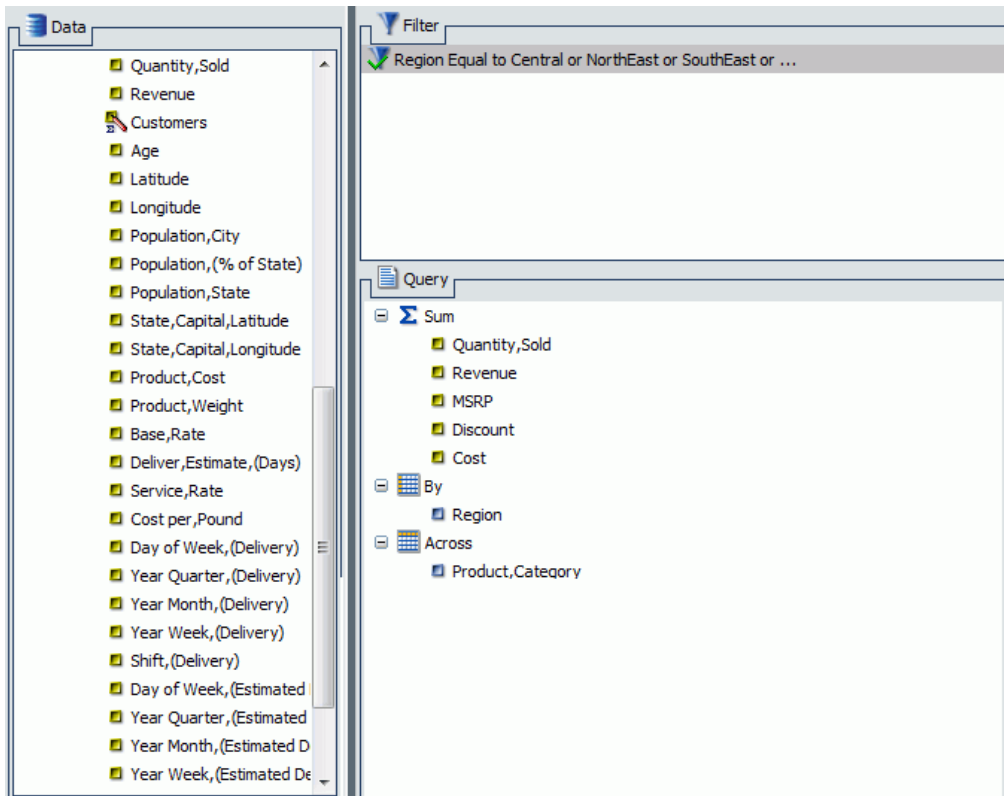 Data
Quantity,Sold
Revenue
Customers
Age
Latitude
Longitude
Population,City
Population,(% of State)
Population,State
State,Capital,Latitude
State,Capital,Longitude
Product,Cost
Product,Weight
Base,Rate
Deliver,Estimate,(Days)
Service,Rate
Cost per,Pound
Day of Week,(Delivery)
Year Quarter,(Delivery)
Year Month,(Delivery)
Year Week,(Delivery)
Shift,(Delivery)
Day of Week,(Estimated
Year Quarter,(Estimated
Year Month,(Estimated D
Year Week,(Estimated De
Filter
Region Equal to Central or NorthEast or SouthEast or ...
Query
Σ Sum
Quantity,Sold
Revenue
MSRP
Discount
Cost
By
Region
Across
Product,Category